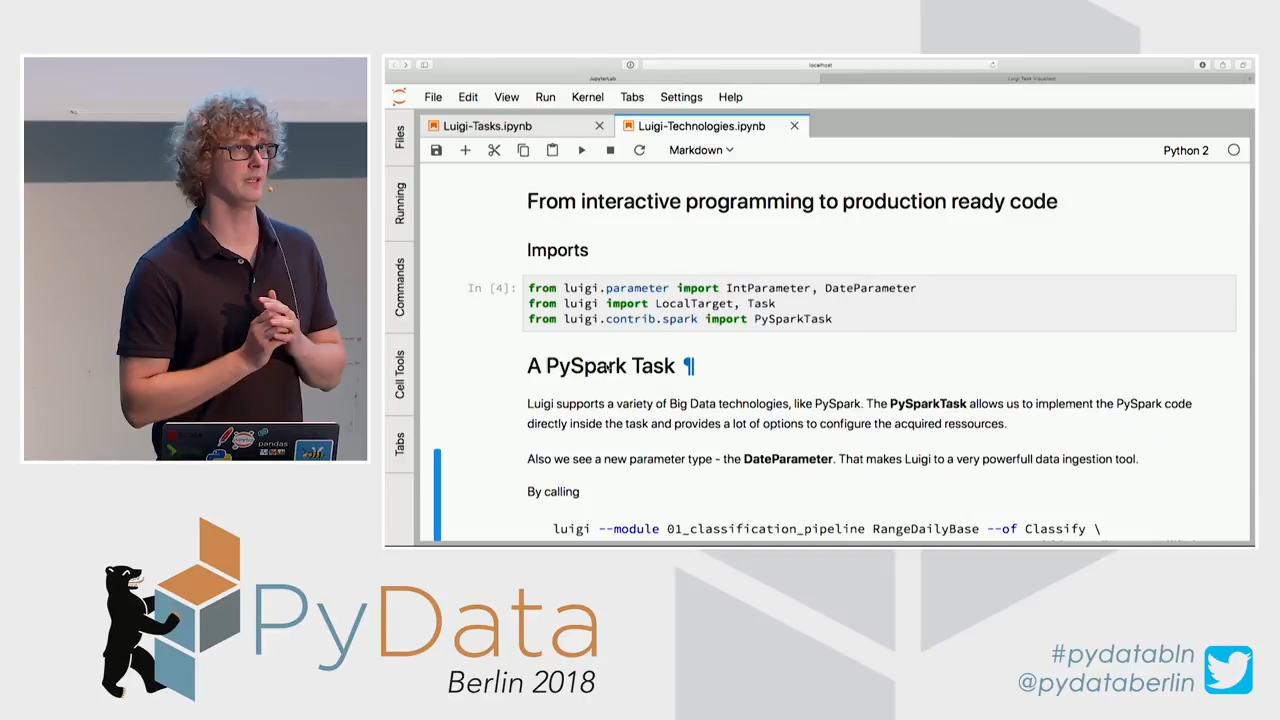 localhost
JupyterLab
Luigi Task Visualiser
File Edit View Run Kernel Tabs Settings Help
Files
Running
Commands
Cell Tools
Tabs
Luigi-Tasks.ipynb
Luigi-Technologies.ipynb
Markdown
Python 2
From interactive programming to production ready code
Imports
In [4]:
from luigi.parameter import IntParameter, DateParameter
from luigi import LocalTarget, Task
from luigi.contrib.spark import PySparkTask
A PySpark Task ¶
Luigi supports a variety of Big Data technologies, like PySpark. The PySparkTask allows us to implement the PySpark code
directly inside the task and provides a lot of options to configure the acquired ressources.
Also we see a new parameter type - the DateParameter. That makes Luigi to a very powerfull data ingestion tool.
By calling
luigi --module 01_classification_pipeline RangeDailyBase --of Classify \
pandas
PyData
Berlin 2018
#pydatabln
@pydataberlin